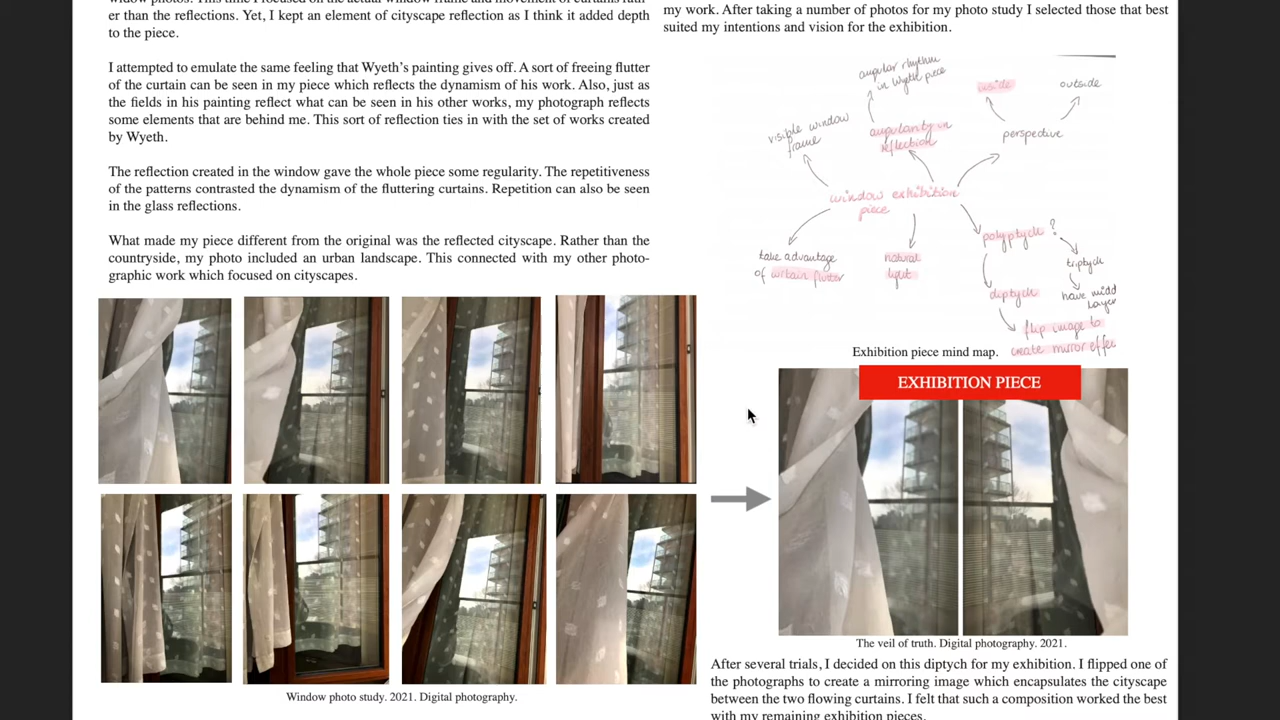 widow photos. This time I focused on the actual window frame and movement of curtains rath-
er than the reflections. Yet, I kept an element of cityscape reflection as I think it added depth
to the piece.
I attempted to emulate the same feeling that Wyeth's painting gives off. A sort of freeing flutter
of the curtain can be seen in my piece which reflects the dynamism of his work. Also, just as
the fields in his painting reflect what can be seen in his other works, my photograph reflects
some elements that are behind me. This sort of reflection ties in with the set of works created
by Wyeth.
The reflection created in the window gave the whole piece some regularity. The repetitiveness
of the patterns contrasted the dynamism of the fluttering curtains. Repetition can also be seen
in the glass reflections.
What made my piece different from the original was the reflected cityscape. Rather than the
countryside, my photo included an urban landscape. This connected with my other photo-
graphic work which focused on cityscapes.
Window photo study. 2021. Digital photography.
my work. After taking a number of photos for my photo study I selected those that best
suited my intentions and vision for the exhibition.
angular rhythm
in Wyeth piece
inside
outside
visible window
frame
angularity in
reflection
perspective
window exhibition
piece
take advantage
of curtain flutter
natural
light
polyptych ?
triptych
diptych
have midd
layer
flip image to
create mirror effec
Exhibition piece mind map.
EXHIBITION PIECE
The veil of truth. Digital photography. 2021.
After several trials, I decided on this diptych for my exhibition. I flipped one of
the photographs to create a mirroring image which encapsulates the cityscape
between the two flowing curtains. I felt that such a composition worked the best
with my remaining exhibition pieces.